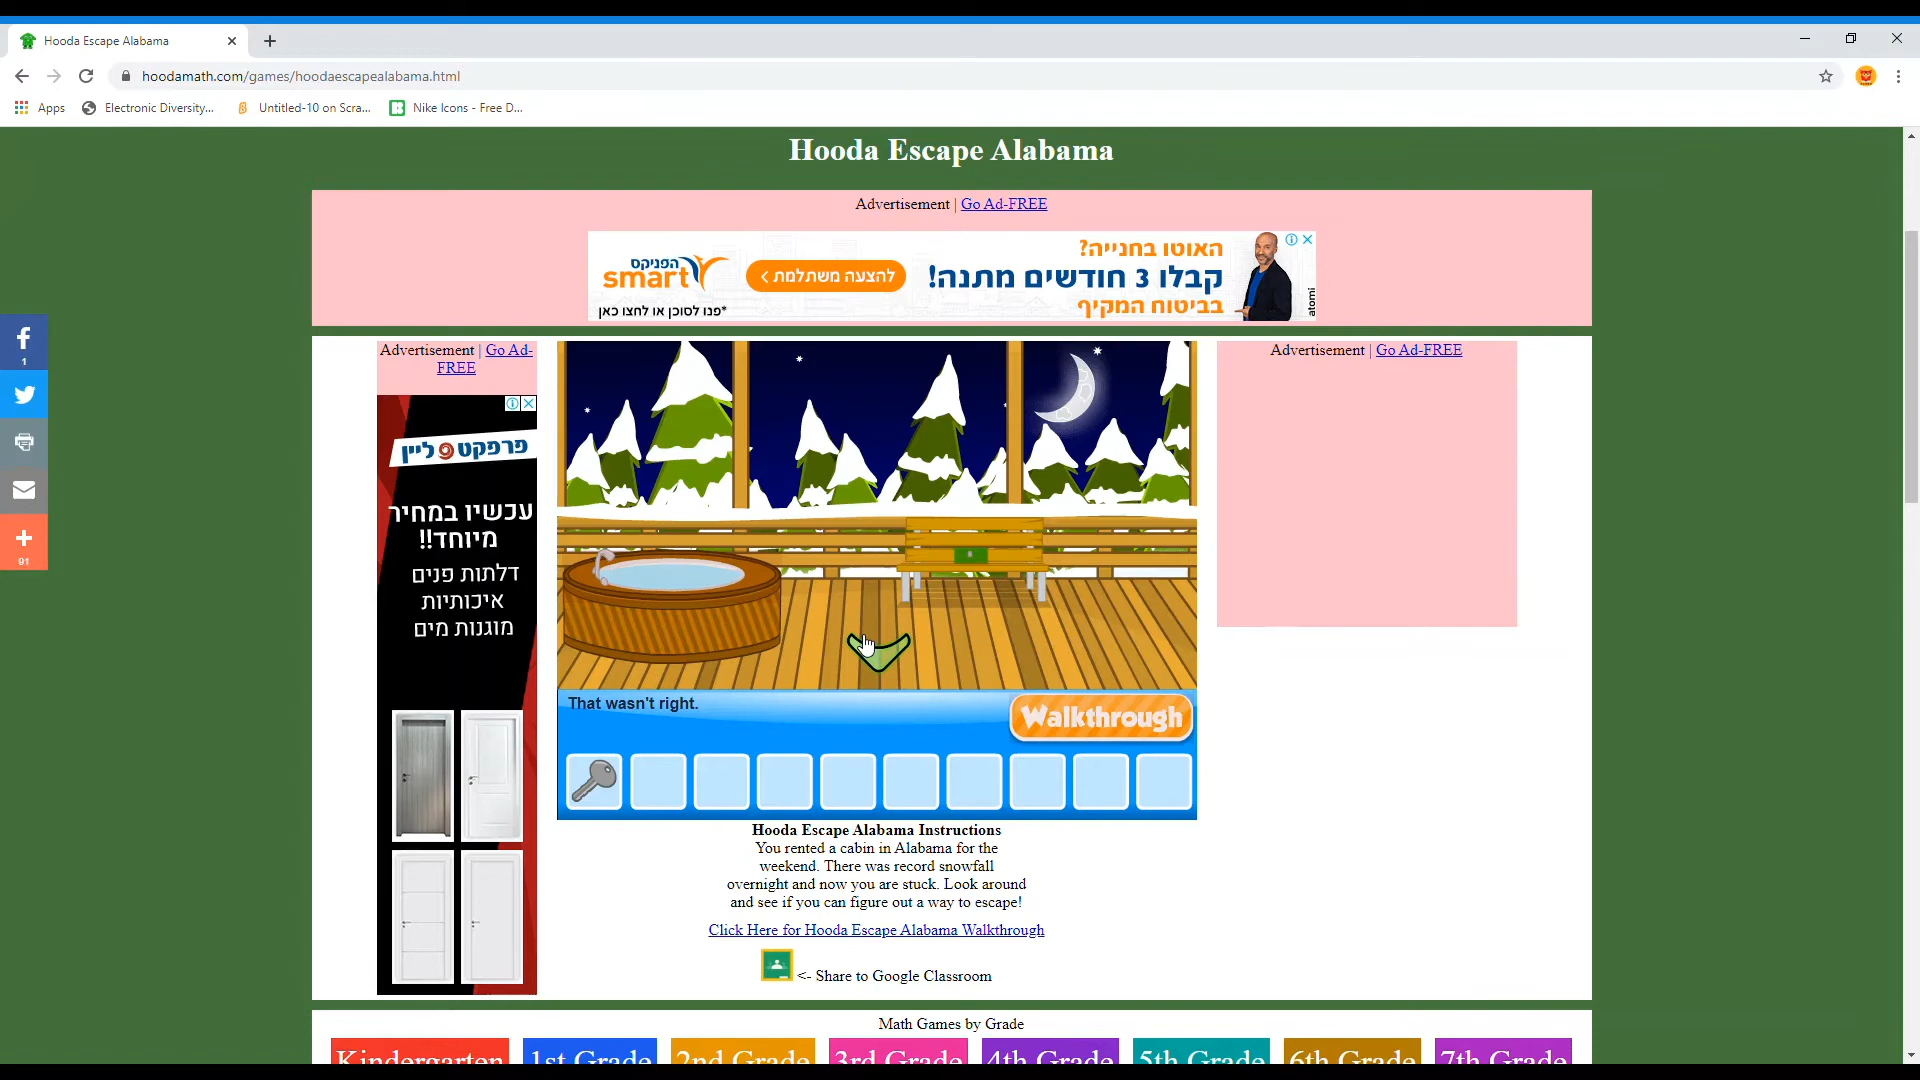 Hooda Escape Alabama
hoodamath.com/games/hoodaescapealabama.html
Apps
Electronic Diversity...
Untitled-10 on Scra...
Nike Icons - Free D...
Hooda Escape Alabama
Advertisement | Go Ad-FREE
האוטו בחנייה?
קבלו 3 חודשים מתנה!
בביטוח המקיף
להצעה משתלמת >
הפניקס
smart
*פנו לסוכן או לחצו כאן
atomi
1
91
Advertisement | Go Ad-
FREE
פרפקט ליין
עכשיו במחיר
מיוחד!!
דלתות פנים
איכותיות
מוגנות מים
Advertisement | Go Ad-FREE
That wasn't right.
Walkthrough
Hooda Escape Alabama Instructions
You rented a cabin in Alabama for the
weekend. There was record snowfall
overnight and now you are stuck. Look around
and see if you can figure out a way to escape!
Click Here for Hooda Escape Alabama Walkthrough
<- Share to Google Classroom
Math Games by Grade
Kindergarten
1st Grade
2nd Grade
3rd Grade
4th Grade
5th Grade
6th Grade
7th Grade